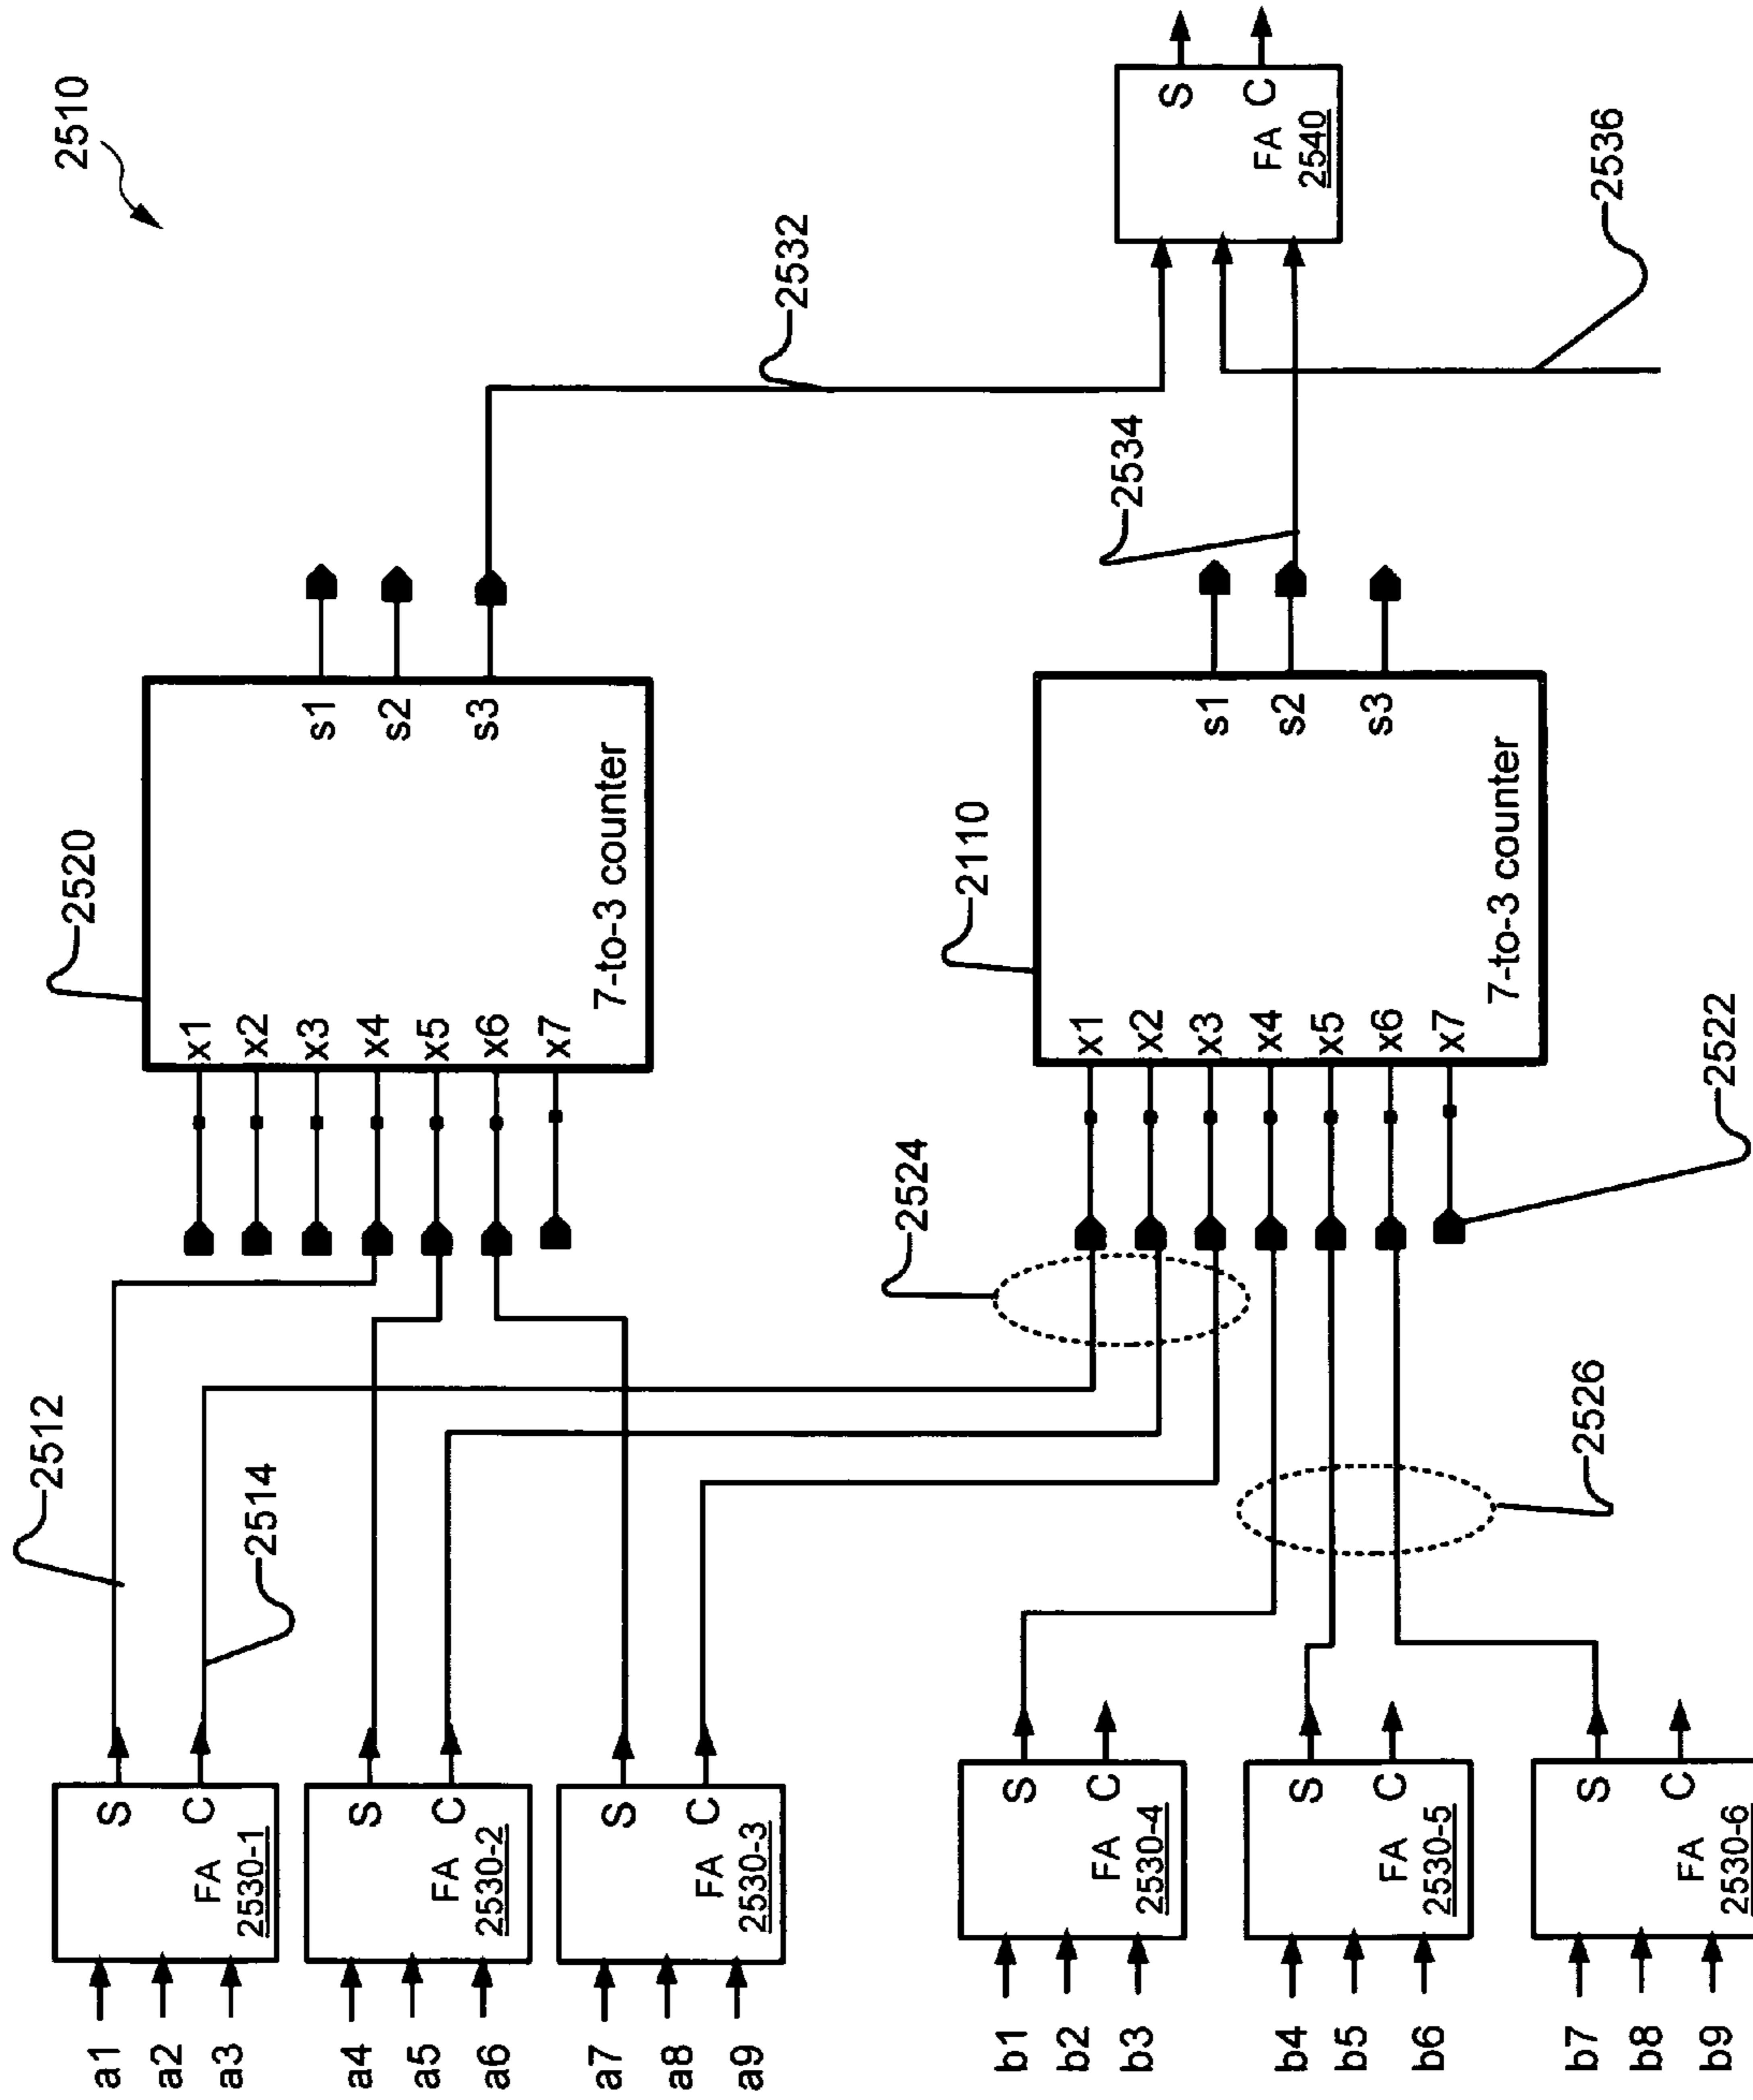 2510
2512
2514
a1
a2
a3
S
C
FA
2530-1
a4
a5
a6
S
C
FA
2530-2
a7
a8
a9
S
C
FA
2530-3
2520
x1
x2
x3
x4
x5
x6
x7
s1
s2
s3
7-to-3 counter
2532
2524
2526
b1
b2
b3
S
C
FA
2530-4
b4
b5
b6
S
C
FA
2530-5
b7
b8
b9
S
C
FA
2530-6
2110
x1
x2
x3
x4
x5
x6
x7
s1
s2
s3
7-to-3 counter
2522
2534
S
C
FA
2540
2536